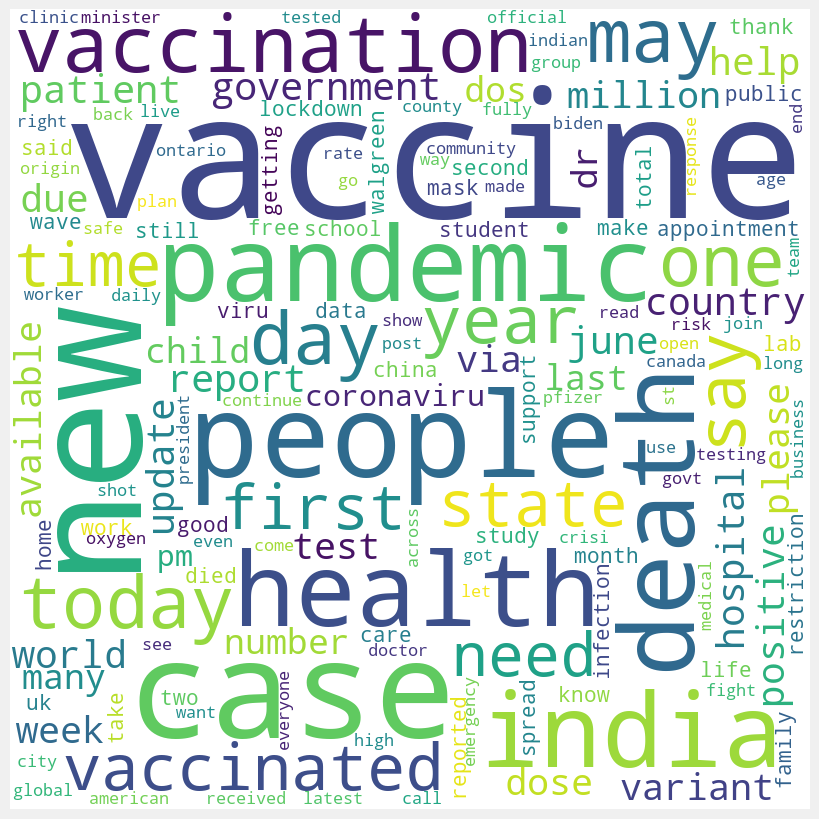 clinic
minister
tested
official
vaccination
indian
may
thank
group
help
patient
government
dos
million
public
back
live
lockdown
county
fully
biden
end
right
vaccine
said
ontario
getting
rate
community
walgreen
way
second
dr
total
response
age
origin
go
mask
made
due
plan
wave
safe
still
free
school
student
make
appointment
time
pandemic
one
team
worker
daily
viru
data
show
year
read
country
new
day
post
june
risk
join
child
via
open
lab
available
report
china
last
canada
long
say
continue
coronaviru
support
pfizer
st
please
business
update
president
people
death
use
testing
shot
first
state
govt
hospital
positive
restriction
home
work
good
test
study
crisi
oxygen
even
come
across
got
month
pm
died
health
let
infection
medical
today
number
care
need
see
doctor
world
case
life
many
two
know
fight
uk
take
want
everyone
emergency
spread
india
family
week
high
reported
city
vaccinated
dose
variant
global
american
received
latest
call